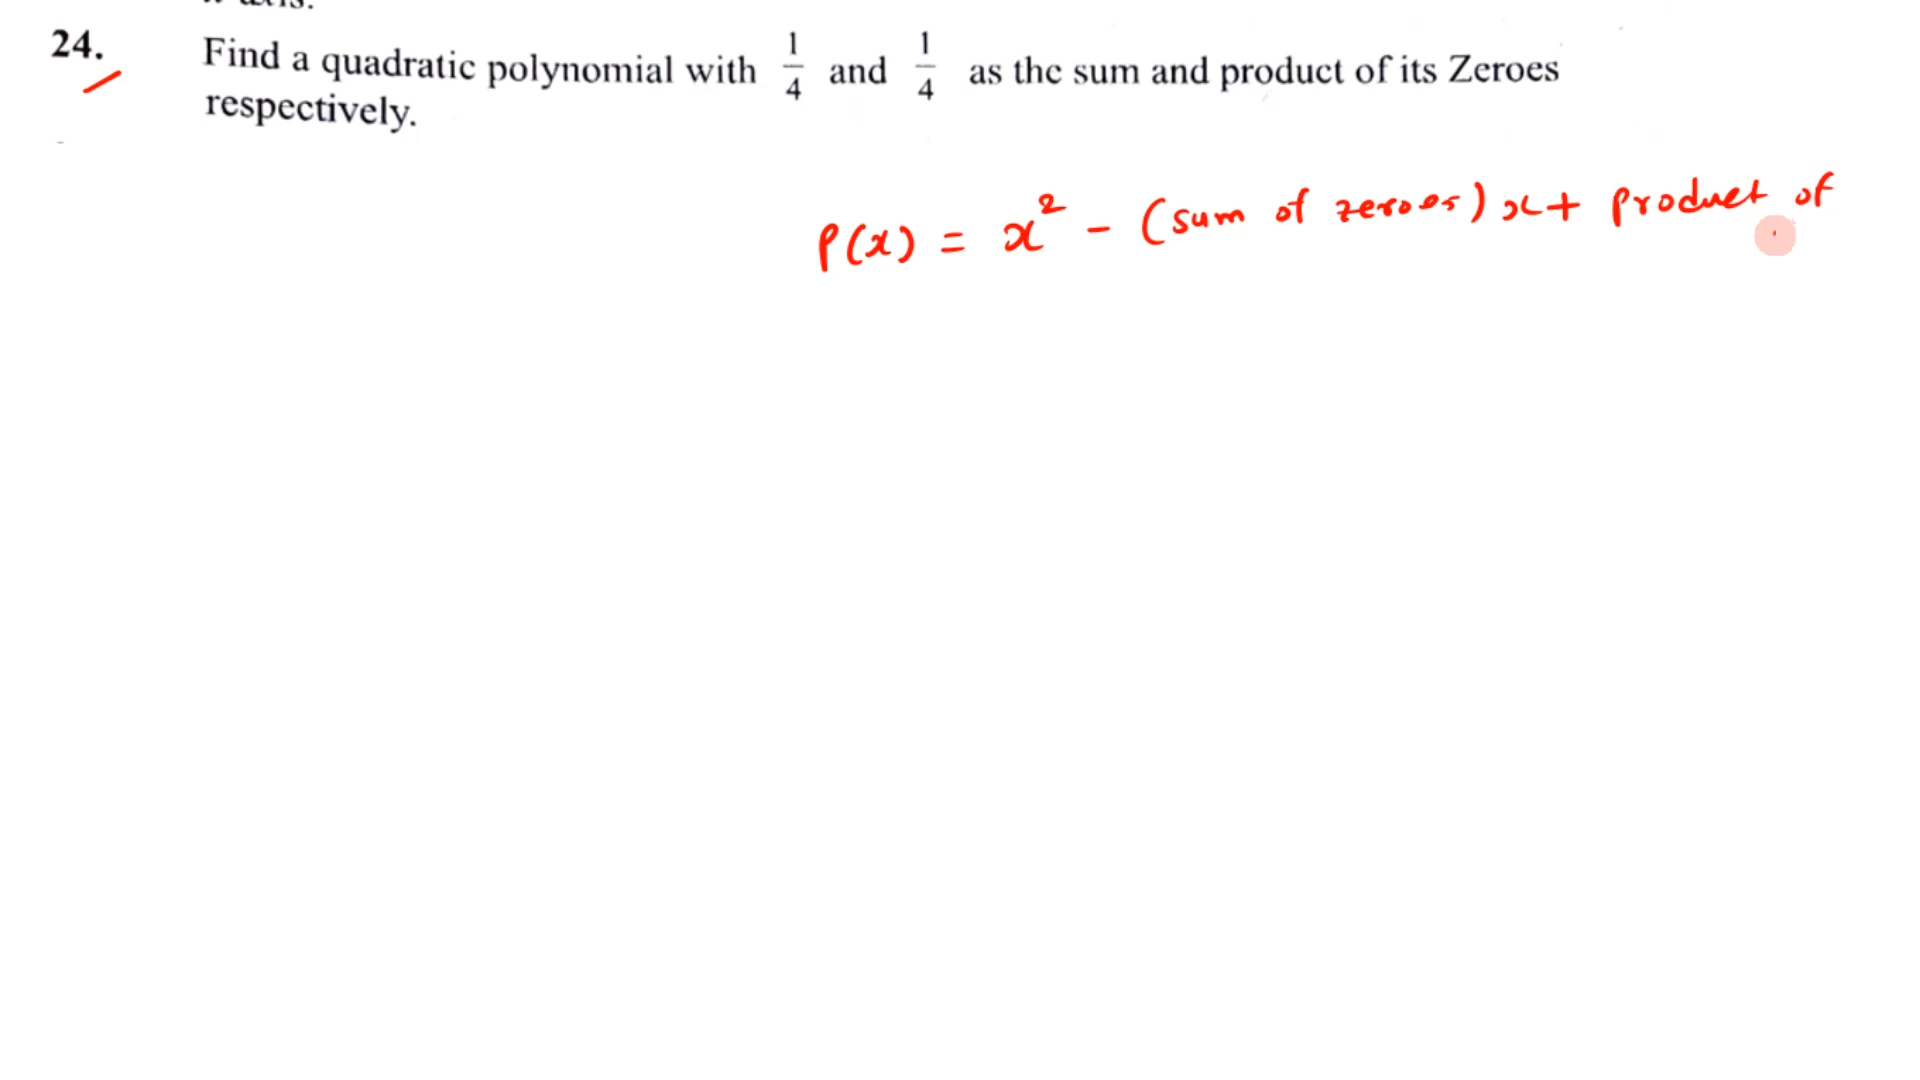 24. Find a quadratic polynomial with 1/4 and 1/4 as the sum and product of its Zeroes
respectively.
P(x) = x² - (sum of zeroes) x + product of